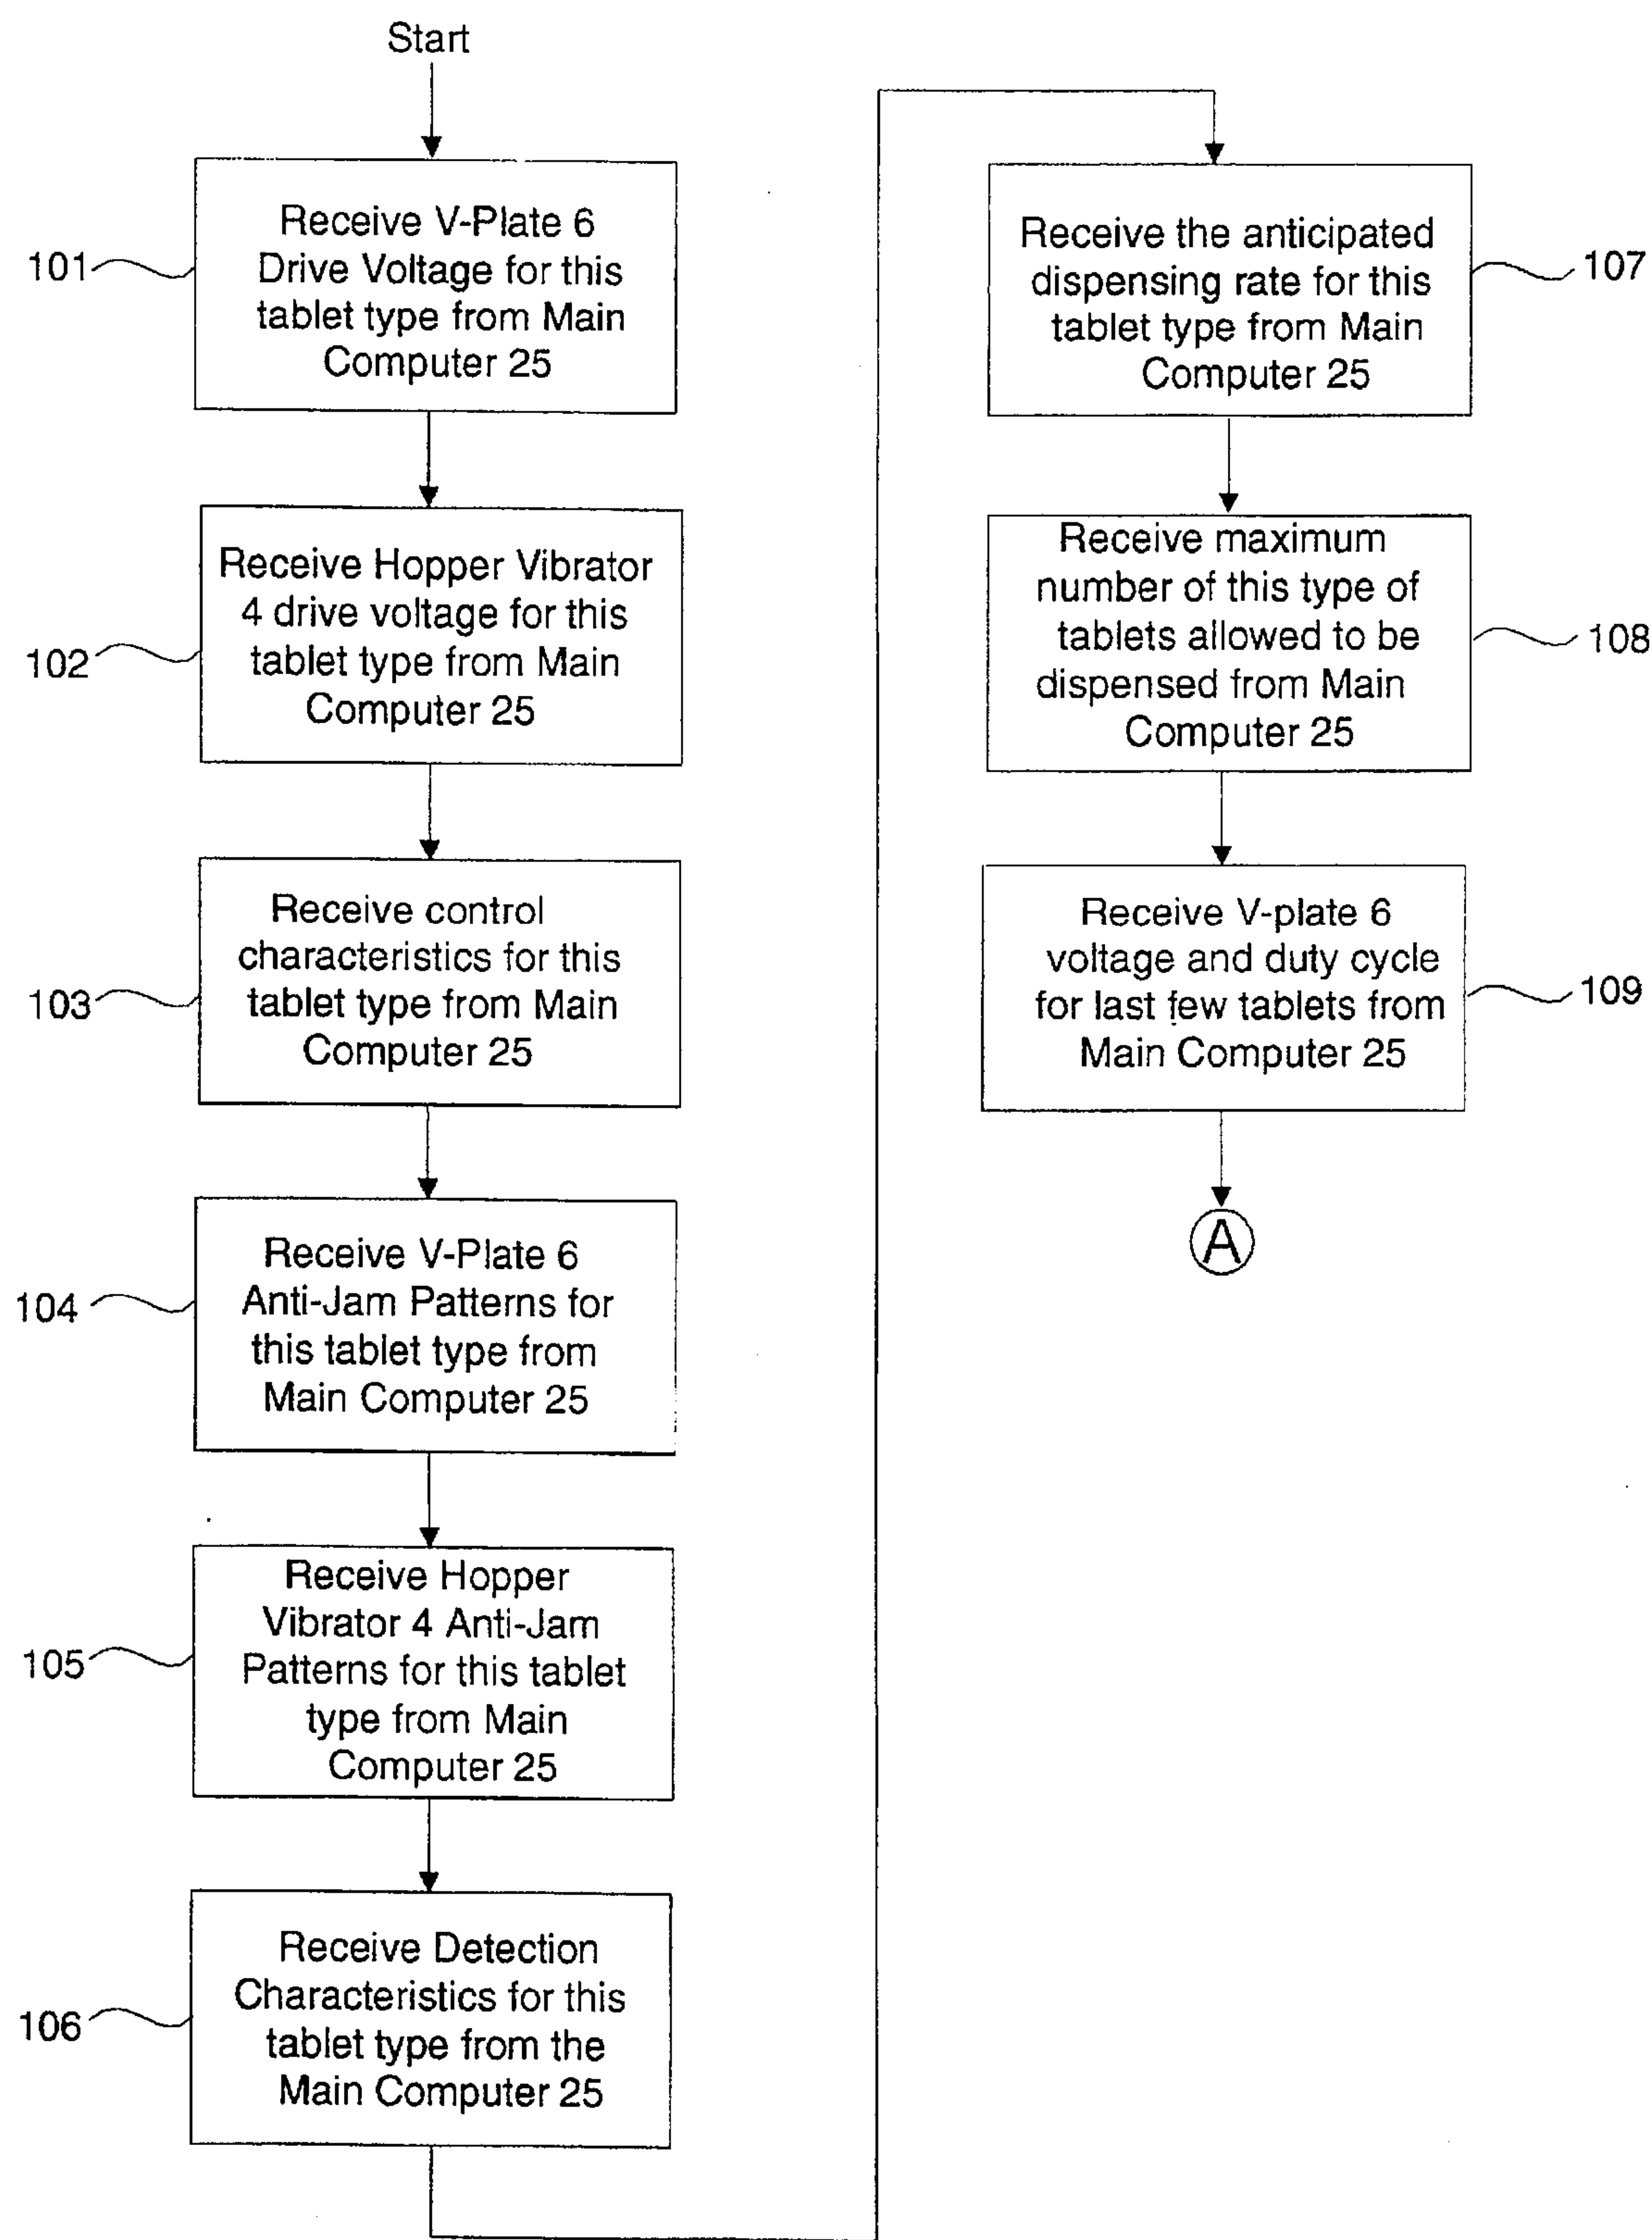 Start
Receive V-Plate 6
Drive Voltage for this
tablet type from Main
Computer 25
101
Receive Hopper Vibrator
4 drive voltage for this
tablet type from Main
Computer 25
102
Receive control
characteristics for this
tablet type from Main
Computer 25
103
Receive V-Plate 6
Anti-Jam Patterns for
this tablet type from
Main Computer 25
104
Receive Hopper
Vibrator 4 Anti-Jam
Patterns for this tablet
type from Main
Computer 25
105
Receive Detection
Characteristics for this
tablet type from the
Main Computer 25
106
Receive the anticipated
dispensing rate for this
tablet type from Main
Computer 25
107
Receive maximum
number of this type of
tablets allowed to be
dispensed from Main
Computer 25
108
Receive V-plate 6
voltage and duty cycle
for last few tablets from
Main Computer 25
109
A